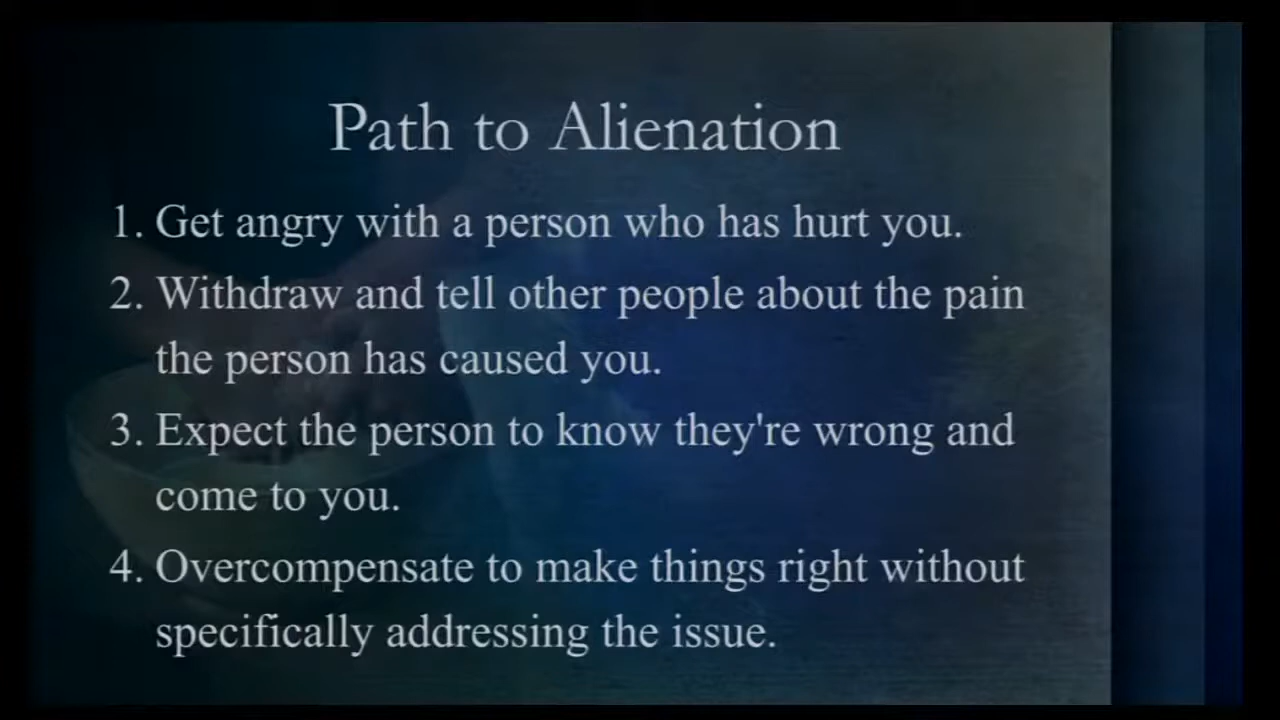 Path to Alienation
1. Get angry with a person who has hurt you.
2. Withdraw and tell other people about the pain
the person has caused you.
3. Expect the person to know they're wrong and
come to you.
4. Overcompensate to make things right without
specifically addressing the issue.